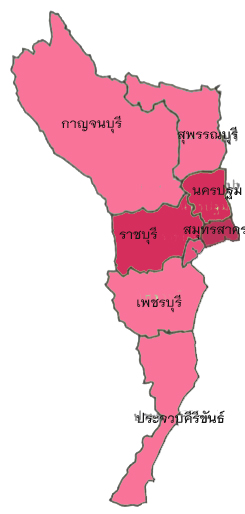 กาญจนบุรี
สุพรรณบุรี
นครปฐม
ราชบุรี
สมุทรสาคร
เพชรบุรี
ประจวบคีรีขันธ์